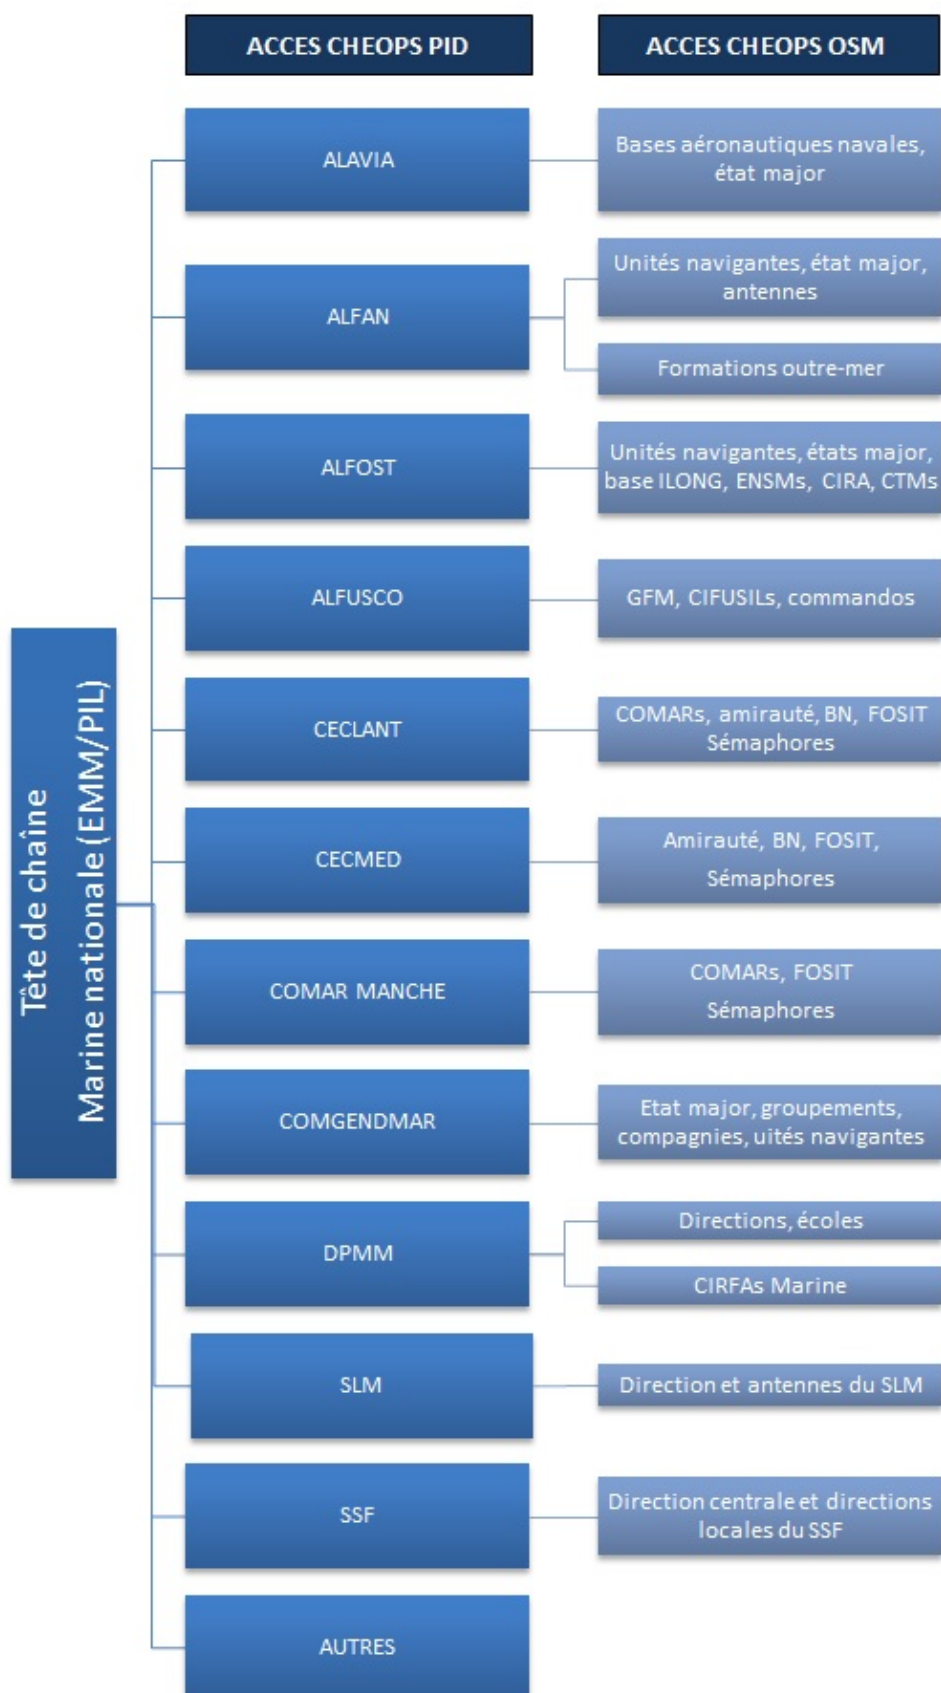 ACCES CHEOPS PID
ACCES CHEOPS OSM
Tête de chaîne
Marine nationale (EMM/PIL)
ALAVIA
Bases aéronautiques navales,
état major
ALFAN
Unités navigantes, état major,
antennes
Formations outre-mer
ALFOST
Unités navigantes, états major,
base ILONG, ENSMs, CIRA, CTMs
ALFUSCO
GFM, CIFUSILs, commandos
CECLANT
COMARs, amirauté, BN, FOSIT
Sémaphores
CECMED
Amirauté, BN, FOSIT,
Sémaphores
COMAR MANCHE
COMARs, FOSIT
Sémaphores
COMGENDMAR
Etat major, groupements,
compagnies, uités navigantes
DPMM
Directions, écoles
CIRFAs Marine
SLM
Direction et antennes du SLM
SSF
Direction centrale et directions
locales du SSF
AUTRES